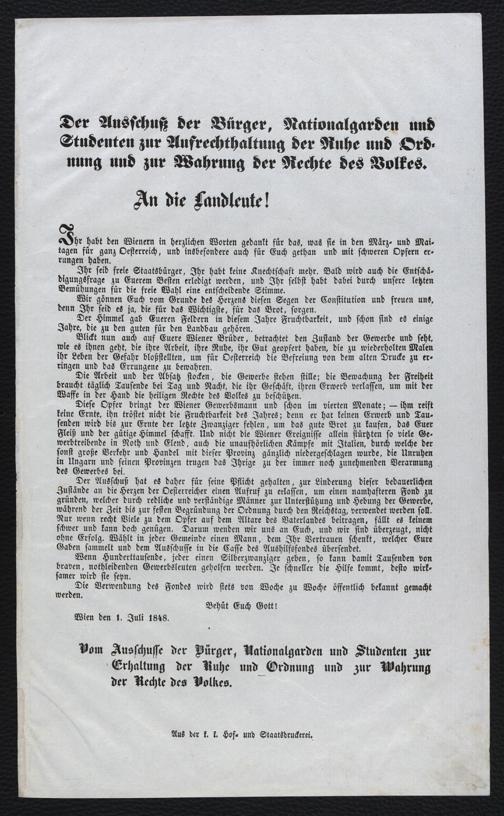 Der Ausschuß der Bürger, Nationalgarden und
Studenten zur Aufrechthaltung der Ruhe und Ord-
nung und zur Wahrung der Rechte des Volkes.
An die Landleute!
Ihr habt den Wienern in herzlichen Worten gedankt für das, was sie in den März- und Mai-
tagen für ganz Oesterreich, und insbesondere auch für Euch gethan und mit schweren Opfern er-
rungen haben.
Ihr seid freie Staatsbürger, Ihr habt keine Knechtschaft mehr. Bald wird auch die Entschä-
digungsfrage zu Eueren Besten erledigt werden, und Ihr selbst habt dabei durch unsere letzten
Bemühungen für die freie Wahl eine entscheidende Stimme.
Wir gönnen Euch vom Grunde des Herzens diesen Segen der Constitution und freuen uns,
denn Ihr seid es ja, die für das Wichtigste, für das Brot, sorgen.
Der Himmel gab Eueren Feldern in diesem Jahre Fruchtbarkeit, und schon sind es einige
Jahre, die zu den guten für den Landbau gehören.
Blickt nun auch auf Euere Wiener Brüder, betrachtet den Zustand der Gewerbe und seht,
wie es ihnen geht, die ihre Arbeit, ihre Ruhe, ihr Gut geopfert haben, die zu wiederholten Malen
ihr Leben der Gefahr bloßstellten, um für Oesterreich die Befreiung von dem alten Drucke zu er-
ringen und das Errungene zu bewahren.
Die Arbeit und der Absatz stocken, die Gewerbe stehen stille; die Bewachung der Freiheit
braucht täglich Tausende bei Tag und Nacht, die ihr Geschäft, ihren Erwerb verlassen, um mit der
Waffe in der Hand die heiligen Rechte des Volkes zu beschützen.
Diese Opfer bringt der Wiener Gewerbsmann und schon im vierten Monate; — ihm reift
keine Ernte, ihn tröstet nicht die Fruchtbarkeit des Jahres; denn er hat keinen Erwerb und Tau-
senden wird bis zur Ernte der letzte Zwanziger fehlen, um das gute Brot zu kaufen, das Euer
Fleiß und der gütige Himmel schafft. Und nicht die Wiener Ereignisse allein stürzten so viele Ge-
werbtreibende in Noth und Elend, auch die unaufhörlichen Kämpfe mit Italien, durch welche der
sonst große Verkehr und Handel mit dieser Provinz gänzlich niedergeschlagen wurde, die Unruhen
in Ungarn und seinen Provinzen trugen das Ihrige zu der immer noch zunehmenden Verarmung
des Gewerbes bei.
Der Ausschuß hat es daher für seine Pflicht gehalten, zur Linderung dieser bedauerlichen
Zustände an die Herzen der Oesterreicher einen Aufruf zu erlassen, um einen namhafteren Fond zu
gründen, welcher durch redliche und verständige Männer zur Unterstützung und Hebung der Gewerbe,
während der Zeit bis zur festen Begründung der Ordnung durch den Reichstag, verwendet werden soll.
Nur wenn recht Viele zu dem Opfer auf dem Altare des Vaterlandes beitragen, fällt es keinem
schwer und kann doch genügen. Darum wenden wir uns an Euch, und wir sind überzeugt, nicht
ohne Erfolg. Wählt in jeder Gemeinde einen Mann, dem Ihr Vertrauen schenkt, welcher Eure
Gaben sammelt und dem Ausschusse in die Casse des Aushilfsfondes übersendet.
Wenn Hunderttausende, jeder einen Silberzwanziger geben, so kann damit Tausenden von
braven, nothleidenden Gewerbsleuten geholfen werden. Je schneller die Hilfe kommt, desto wirk-
samer wird sie seyn.
Die Verwendung des Fondes wird stets von Woche zu Woche öffentlich bekannt gemacht
werden.
Behüt Euch Gott!
Wien den 1. Juli 1848.
Vom Ausschusse der Bürger, Nationalgarden und Studenten zur
Erhaltung der Ruhe und Ordnung und zur Wahrung
der Rechte des Volkes.
Aus der k. k. Hof- und Staatsdruckerei.